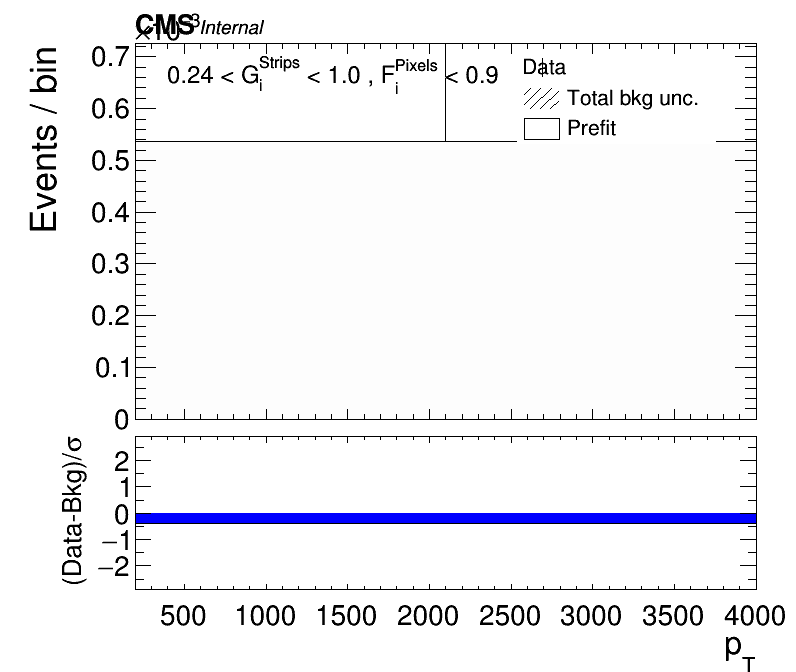 CMS Internal
×10⁻³
0.24 < G_i^Strips < 1.0 , F_i^Pixels < 0.9
Data
Total bkg unc.
Prefit
Events / bin
0.7
0.6
0.5
0.4
0.3
0.2
0.1
0
(Data-Bkg)/σ
2
1
0
−1
−2
500 1000 1500 2000 2500 3000 3500 4000
p_T